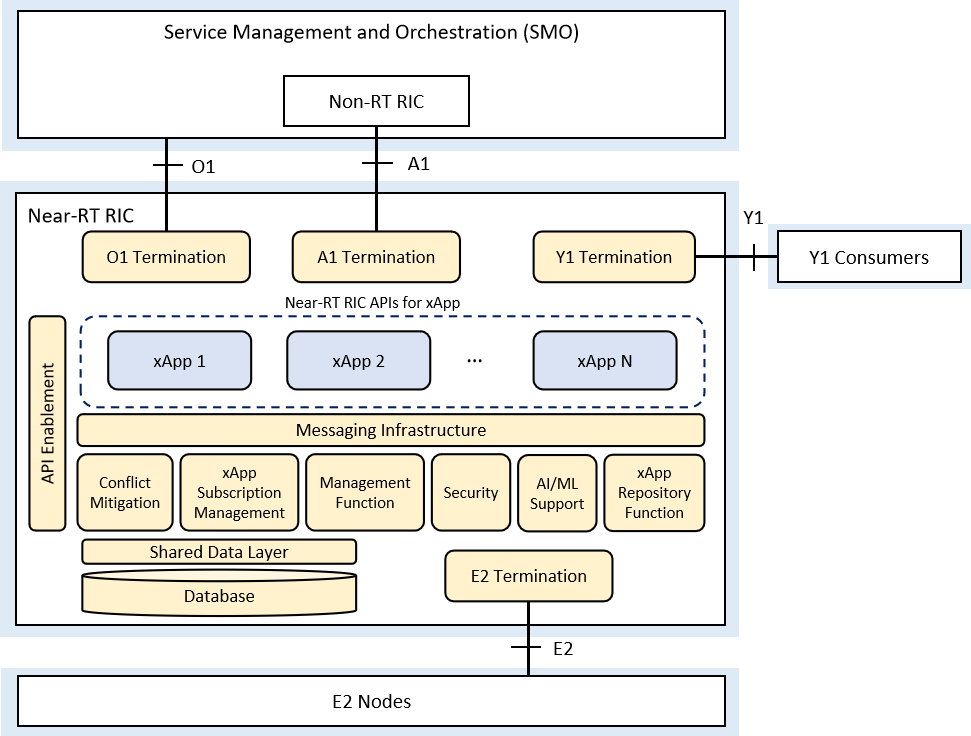 Service Management and Orchestration (SMO)
Non-RT RIC
O1
A1
Near-RT RIC
Y1
O1 Termination
A1 Termination
Y1 Termination
Y1 Consumers
Near-RT RIC APIs for xApp
API Enablement
xApp 1
xApp 2
...
xApp N
Messaging Infrastructure
Conflict
Mitigation
xApp
Subscription
Management
Management
Function
Security
AI/ML
Support
xApp
Repository
Function
Shared Data Layer
Database
E2 Termination
E2
E2 Nodes